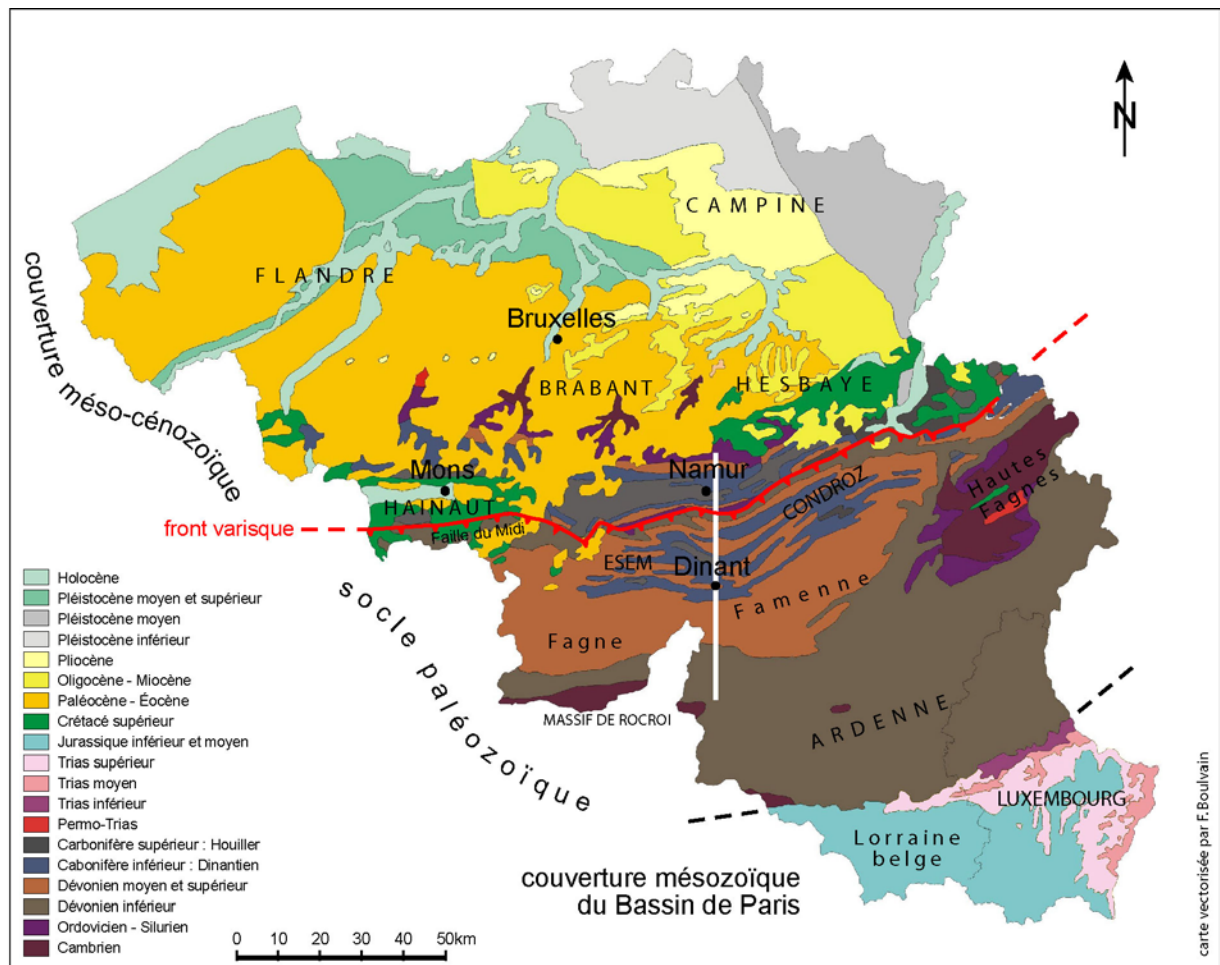 N
CAMPINE
FLANDRE
couverture méso-cénozoïque
Bruxelles
BRABANT
HESBAYE
Mons
Namur
HAINAUT
Hautes
Fagnes
CONDROZ
front varisque
Faille du Midi
ESEM
Dinant
Famenne
Fagne
socle paléozoïque
MASSIF DE ROCROI
ARDENNE
LUXEMBOURG
Lorraine
belge
couverture mésozoïque
du Bassin de Paris
Holocène
Pléistocène moyen et supérieur
Pléistocène moyen
Pléistocène inférieur
Pliocène
Oligocène - Miocène
Paléocène - Éocène
Crétacé supérieur
Jurassique inférieur et moyen
Trias supérieur
Trias moyen
Trias inférieur
Permo-Trias
Carbonifère supérieur : Houiller
Cabonifère inférieur : Dinantien
Dévonien moyen et supérieur
Dévonien inférieur
Ordovicien - Silurien
Cambrien
0 10 20 30 40 50km
carte vectorisée par F.Boulvain